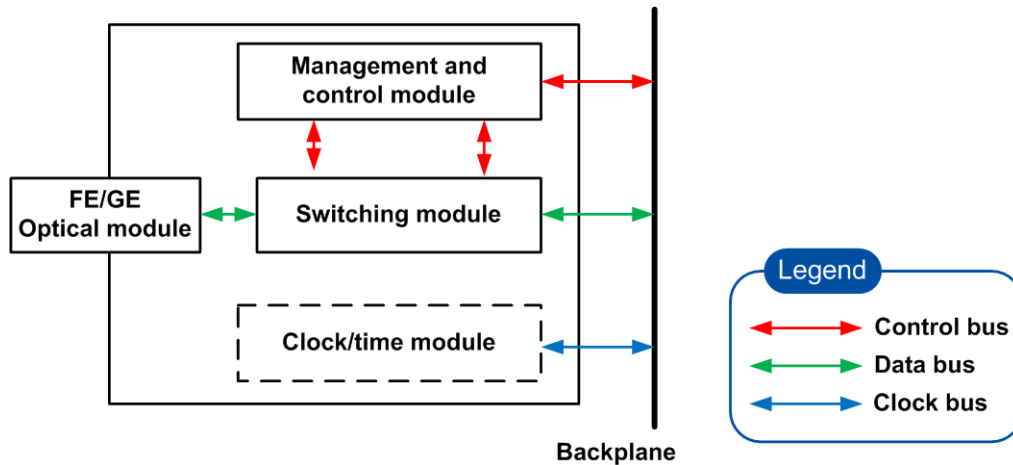 Management and
control module
FE/GE
Optical module
Switching module
Clock/time module
Backplane
Legend
Control bus
Data bus
Clock bus